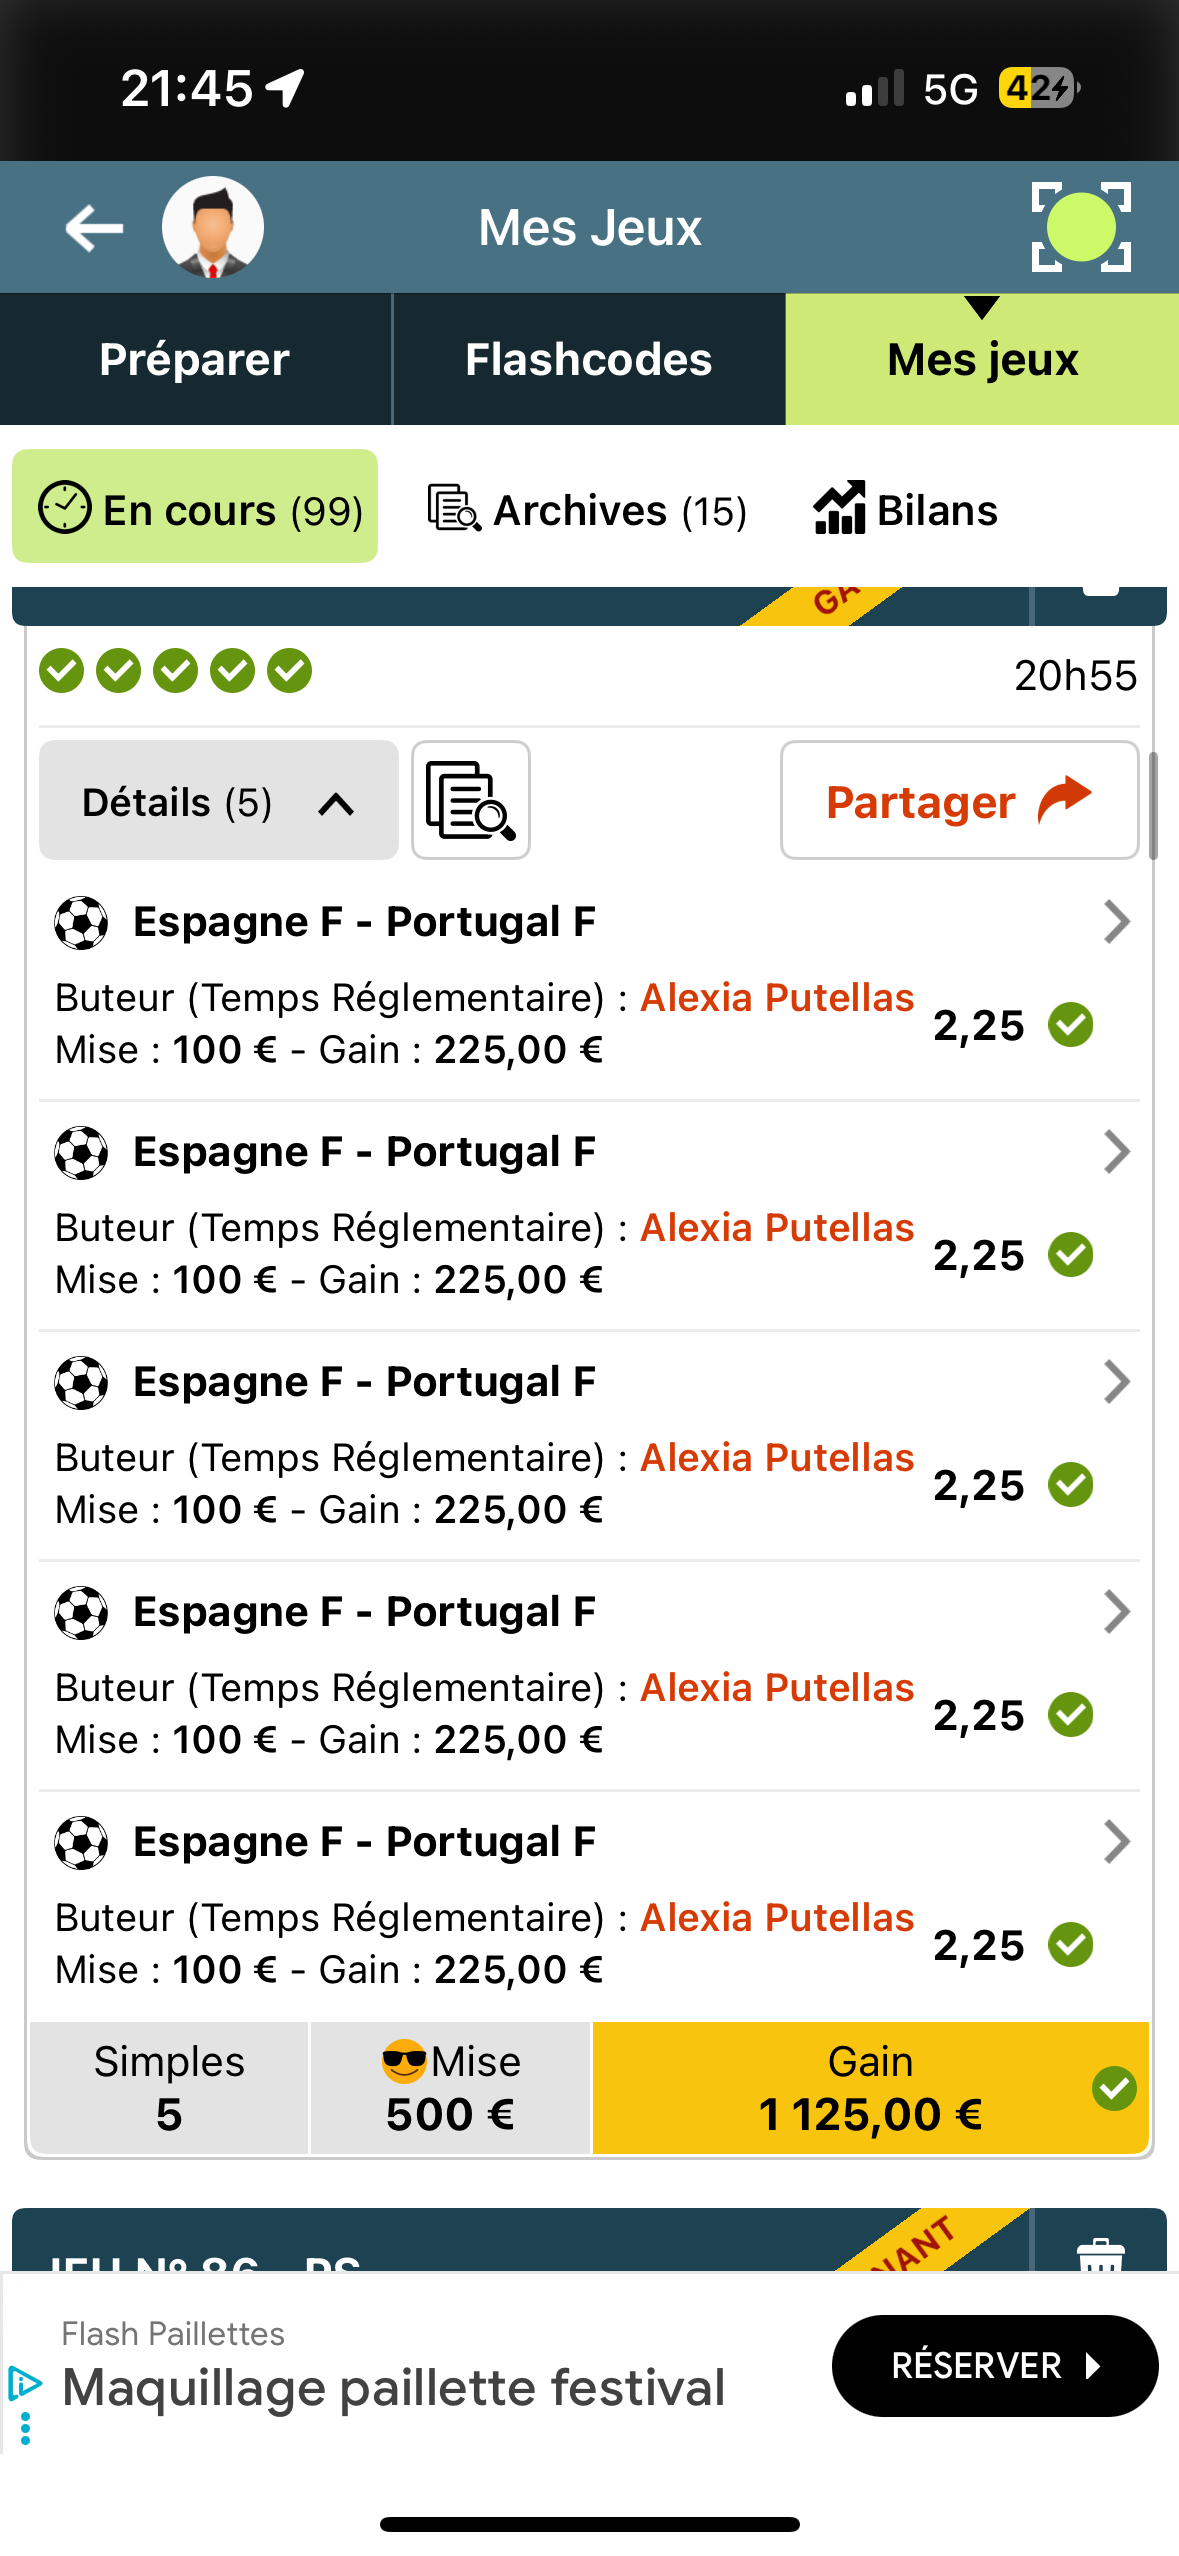 21:45
5G
42
Mes Jeux
Préparer
Flashcodes
Mes jeux
En cours (99)
Archives (15)
Bilans
20h55
Détails (5)
Partager
Espagne F - Portugal F
Buteur (Temps Réglementaire) : Alexia Putellas
2,25
Mise : 100 € - Gain : 225,00 €
Espagne F - Portugal F
Buteur (Temps Réglementaire) : Alexia Putellas
2,25
Mise : 100 € - Gain : 225,00 €
Espagne F - Portugal F
Buteur (Temps Réglementaire) : Alexia Putellas
2,25
Mise : 100 € - Gain : 225,00 €
Espagne F - Portugal F
Buteur (Temps Réglementaire) : Alexia Putellas
2,25
Mise : 100 € - Gain : 225,00 €
Espagne F - Portugal F
Buteur (Temps Réglementaire) : Alexia Putellas
2,25
Mise : 100 € - Gain : 225,00 €
Simples
5
😎Mise
500 €
Gain
1 125,00 €
JEU N° 86 - PS
Flash Paillettes
Maquillage paillette festival
RÉSERVER